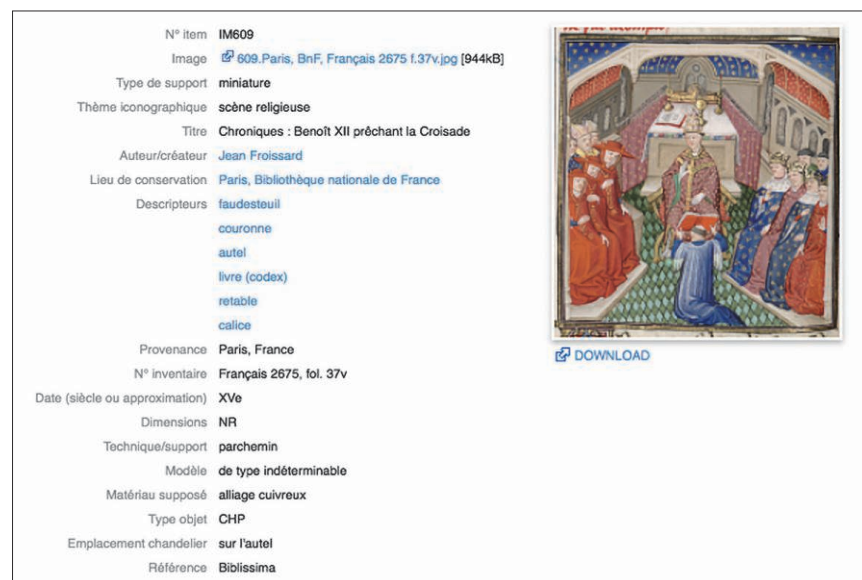 N° item IM609
Image 609.Paris, BnF, Français 2675 f.37v.jpg [944kB]
Type de support miniature
Thème iconographique scène religieuse
Titre Chroniques : Benoît XII prêchant la Croisade
Auteur/créateur Jean Froissard
Lieu de conservation Paris, Bibliothèque nationale de France
Descripteurs faudesteuil
couronne
autel
livre (codex)
retable
calice
Provenance Paris, France
N° inventaire Français 2675, fol. 37v
Date (siècle ou approximation) XVe
Dimensions NR
Technique/support parchemin
Modèle de type indéterminable
Matériau supposé alliage cuivreux
Type objet CHP
Emplacement chandelier sur l'autel
Référence Biblissima
DOWNLOAD